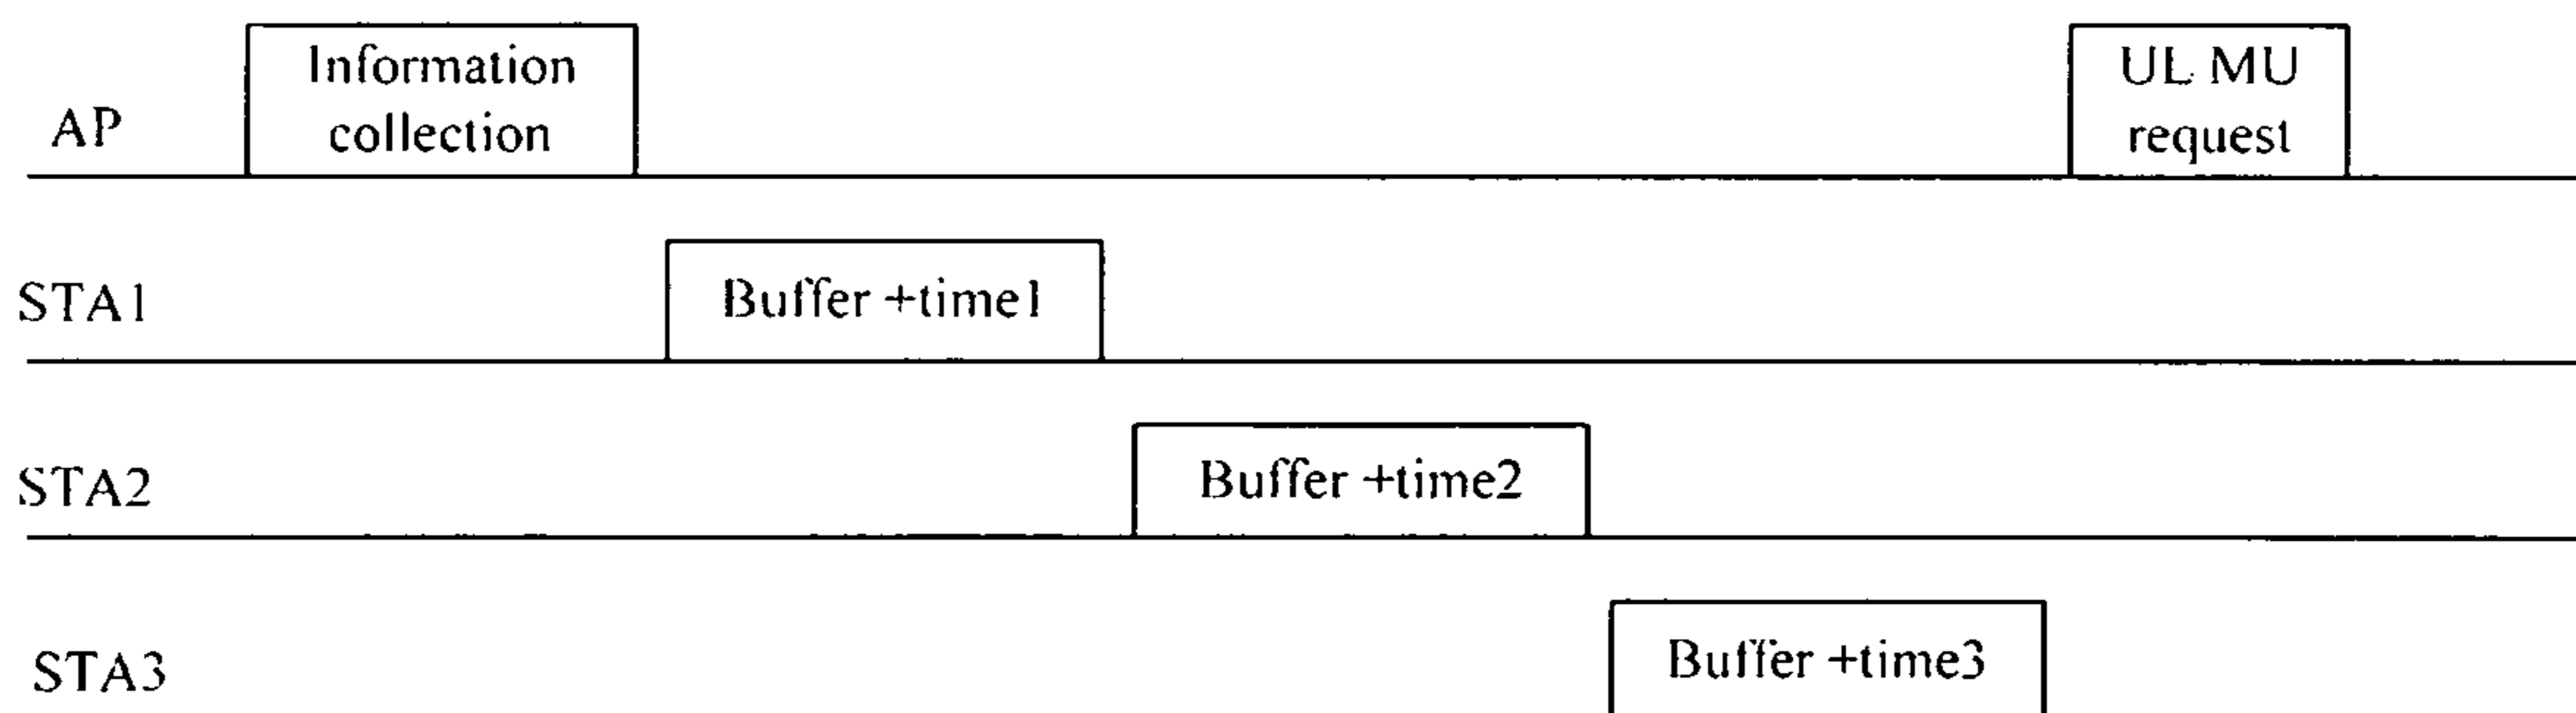 AP
Information
collection
UL MU
request
STA1
Buffer +time1
STA2
Buffer +time2
STA3
Buffer +time3